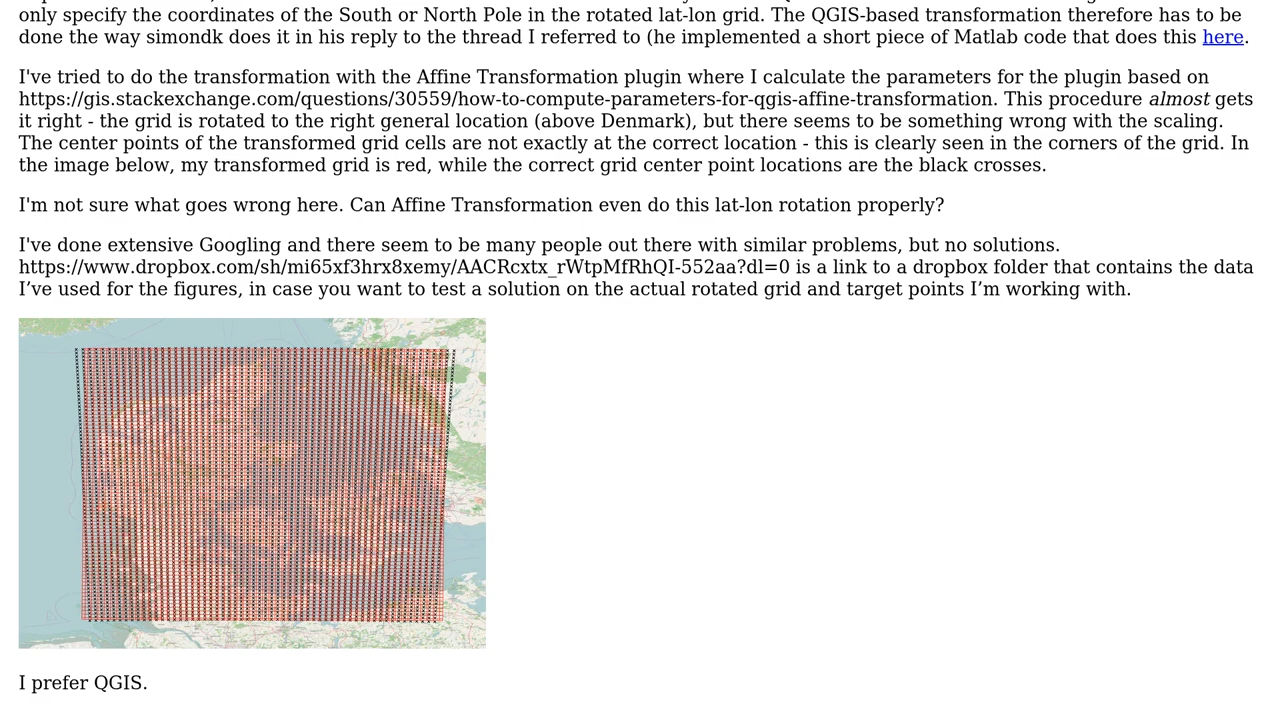 only specify the coordinates of the South or North Pole in the rotated lat-lon grid. The QGIS-based transformation therefore has to be
done the way simondk does it in his reply to the thread I referred to (he implemented a short piece of Matlab code that does this here.
I've tried to do the transformation with the Affine Transformation plugin where I calculate the parameters for the plugin based on
https://gis.stackexchange.com/questions/30559/how-to-compute-parameters-for-qgis-affine-transformation. This procedure almost gets
it right - the grid is rotated to the right general location (above Denmark), but there seems to be something wrong with the scaling.
The center points of the transformed grid cells are not exactly at the correct location - this is clearly seen in the corners of the grid. In
the image below, my transformed grid is red, while the correct grid center point locations are the black crosses.
I'm not sure what goes wrong here. Can Affine Transformation even do this lat-lon rotation properly?
I've done extensive Googling and there seem to be many people out there with similar problems, but no solutions.
https://www.dropbox.com/sh/mi65xf3hrx8xemy/AACRcxtx_rWtpMfRhQI-552aa?dl=0 is a link to a dropbox folder that contains the data
I’ve used for the figures, in case you want to test a solution on the actual rotated grid and target points I’m working with.
I prefer QGIS.